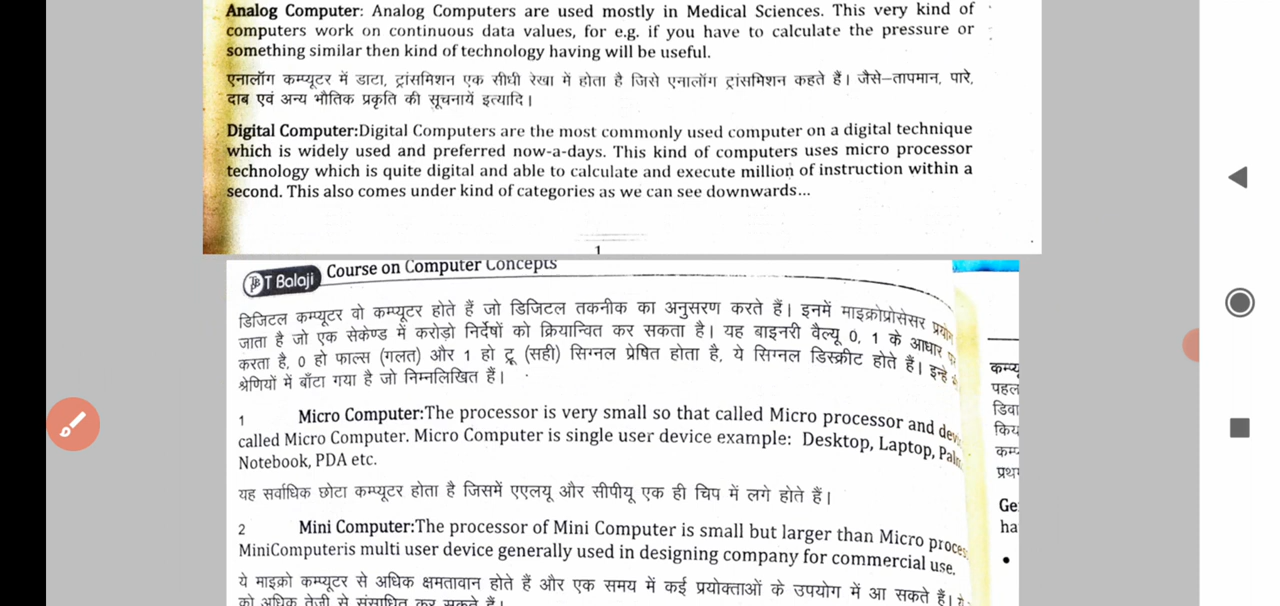 Analog Computer: Analog Computers are used mostly in Medical Sciences. This very kind of
computers work on continuous data values, for e.g. if you have to calculate the pressure or
something similar then kind of technology having will be useful.
एनालॉग कम्प्यूटर में डाटा, ट्रांसमिशन एक सीधी रेखा में होता है जिसे एनालॉग ट्रांसमिशन कहते हैं। जैसे–तापमान, पारे,
दाब एवं अन्य भौतिक प्रकृति की सूचनायें इत्यादि।
Digital Computer:Digital Computers are the most commonly used computer on a digital technique
which is widely used and preferred now-a-days. This kind of computers uses micro processor
technology which is quite digital and able to calculate and execute million of instruction within a
second. This also comes under kind of categories as we can see downwards...
1
T Balaji Course on Computer Concepts
डिजिटल कम्प्यूटर वो कम्प्यूटर होते हैं जो डिजिटल तकनीक का अनुसरण करते हैं। इनमें माइक्रोप्रोसेसर प्रयोग
जाता है जो एक सेकेण्ड में करोड़ो निर्देषों को क्रियान्वित कर सकता है। यह बाइनरी वैल्यू 0, 1 के आधार पर
करता है, 0 हो फाल्स (गलत) और 1 हो ट्रू (सही) सिग्नल प्रेषित होता है, ये सिग्नल डिस्क्रीट होते हैं। इन्हे
श्रेणियों में बाँटा गया है जो निम्नलिखित हैं।
1 Micro Computer:The processor is very small so that called Micro processor and
called Micro Computer. Micro Computer is single user device example: Desktop, Laptop,
Notebook, PDA etc.
यह सर्वाधिक छोटा कम्प्यूटर होता है जिसमें एएलयू और सीपीयू एक ही चिप में लगे होते हैं।
2 Mini Computer:The processor of Mini Computer is small but larger than Micro
MiniComputeris multi user device generally used in designing company for commercial use.
ये माइक्रो कम्प्यूटर से अधिक क्षमतावान होते हैं और एक समय में कई प्रयोक्ताओं के उपयोग में आ सकते हैं।
को अधिक तेजी से संसाधित कर सकते हैं।